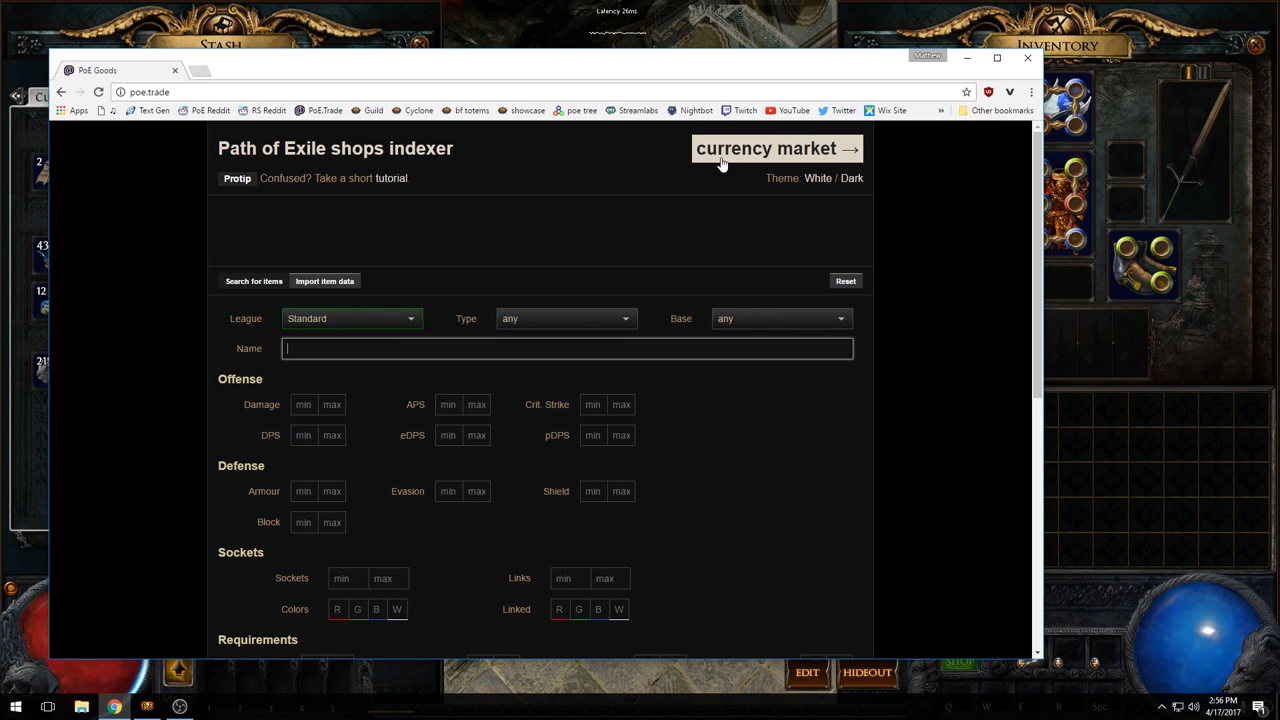 Latency 26ms
STASH
INVENTORY
Matthew
PoE Goods
poe.trade
Apps
Text Gen
PoE Reddit
RS Reddit
PoE.Trade
Guild
Cyclone
bf totems
showcase
poe tree
Streamlabs
Nightbot
Twitch
YouTube
Twitter
Wix Site
»
Other bookmarks
Path of Exile shops indexer
currency market →
Protip Confused? Take a short tutorial.
Theme: White / Dark
Search for items
Import item data
Reset
League Standard Type any Base any
Name
Offense
Damage min max APS min max Crit. Strike min max
DPS min max eDPS min max pDPS min max
Defense
Armour min max Evasion min max Shield min max
Block min max
Sockets
Sockets min max Links min max
Colors R G B W Linked R G B W
Requirements
EDIT
HIDEOUT
SHOP
1 2 3 4 5
Q W E R T
2:56 PM
4/17/2017